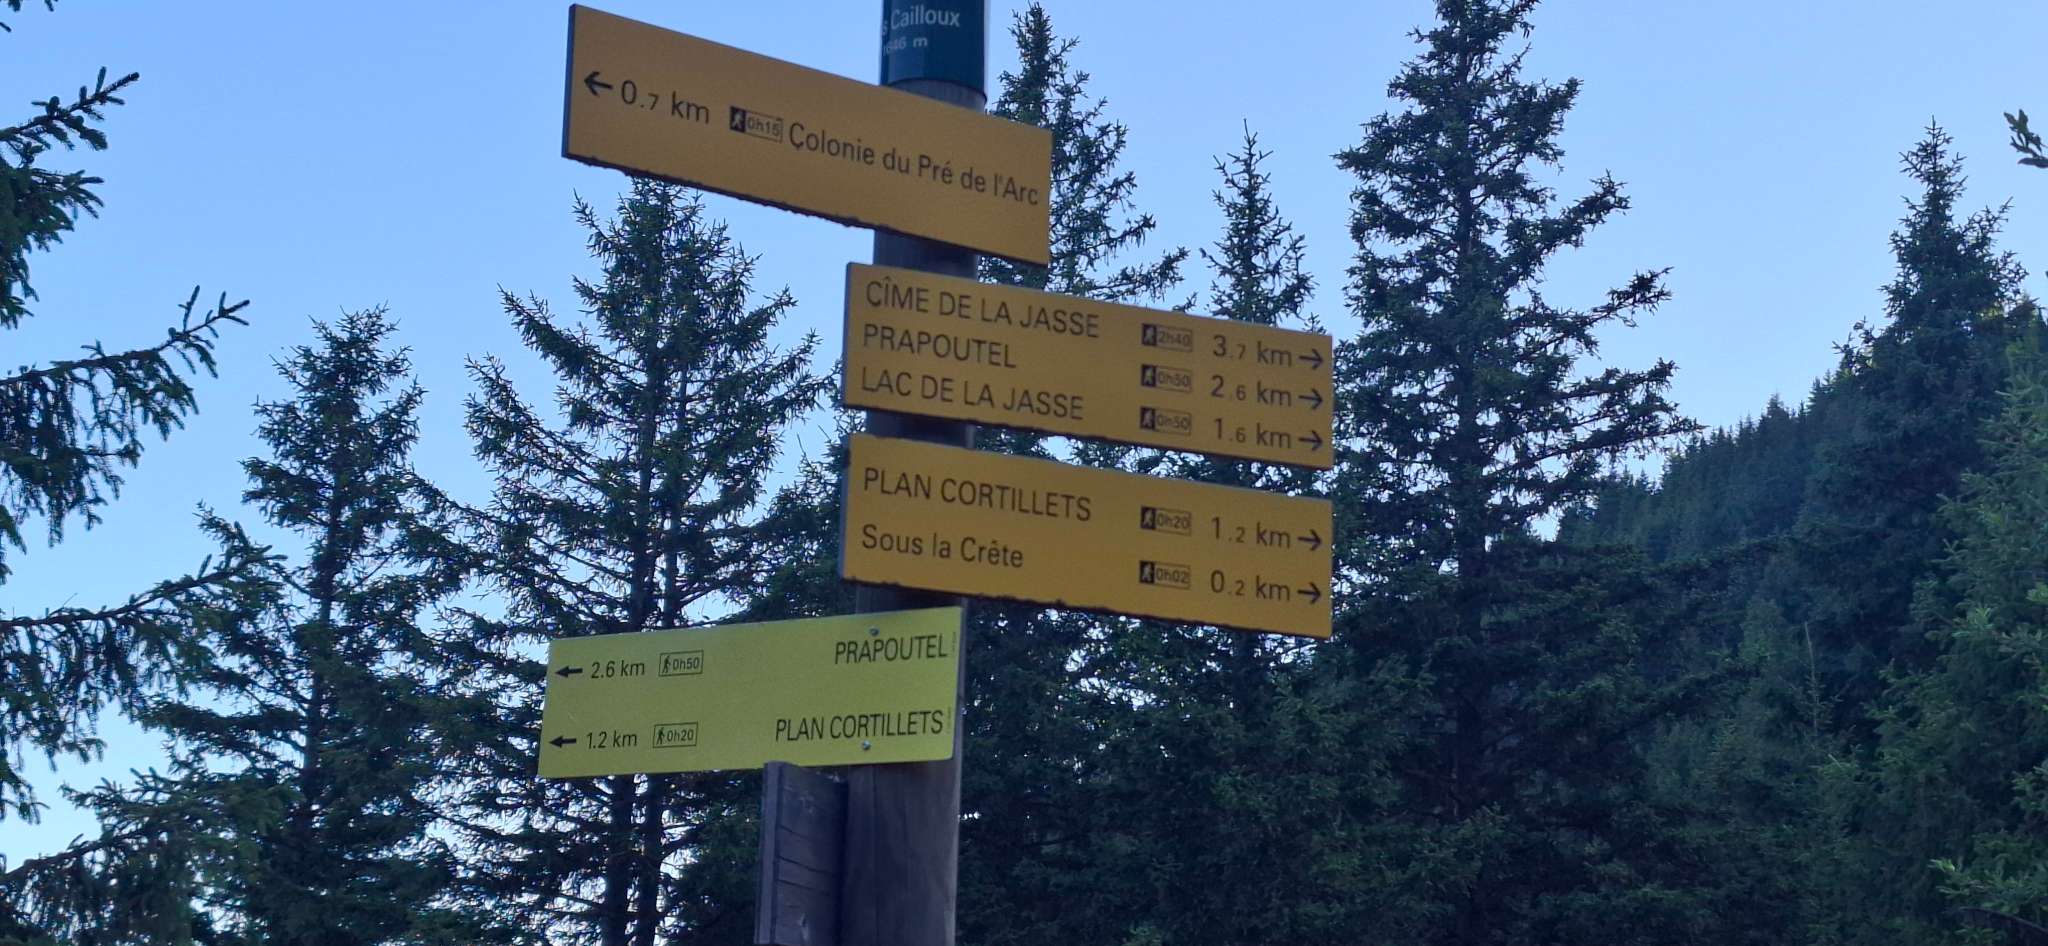 Cailloux
1646 m
← 0.7 km 0h15 Colonie du Pré de l'Arc
CÎME DE LA JASSE 2h40 3.7 km →
PRAPOUTEL 0h50 2.6 km →
LAC DE LA JASSE 0h50 1.6 km →
PLAN CORTILLETS 0h20 1.2 km →
Sous la Crête 0h02 0.2 km →
← 2.6 km 0h50 PRAPOUTEL
← 1.2 km 0h20 PLAN CORTILLETS